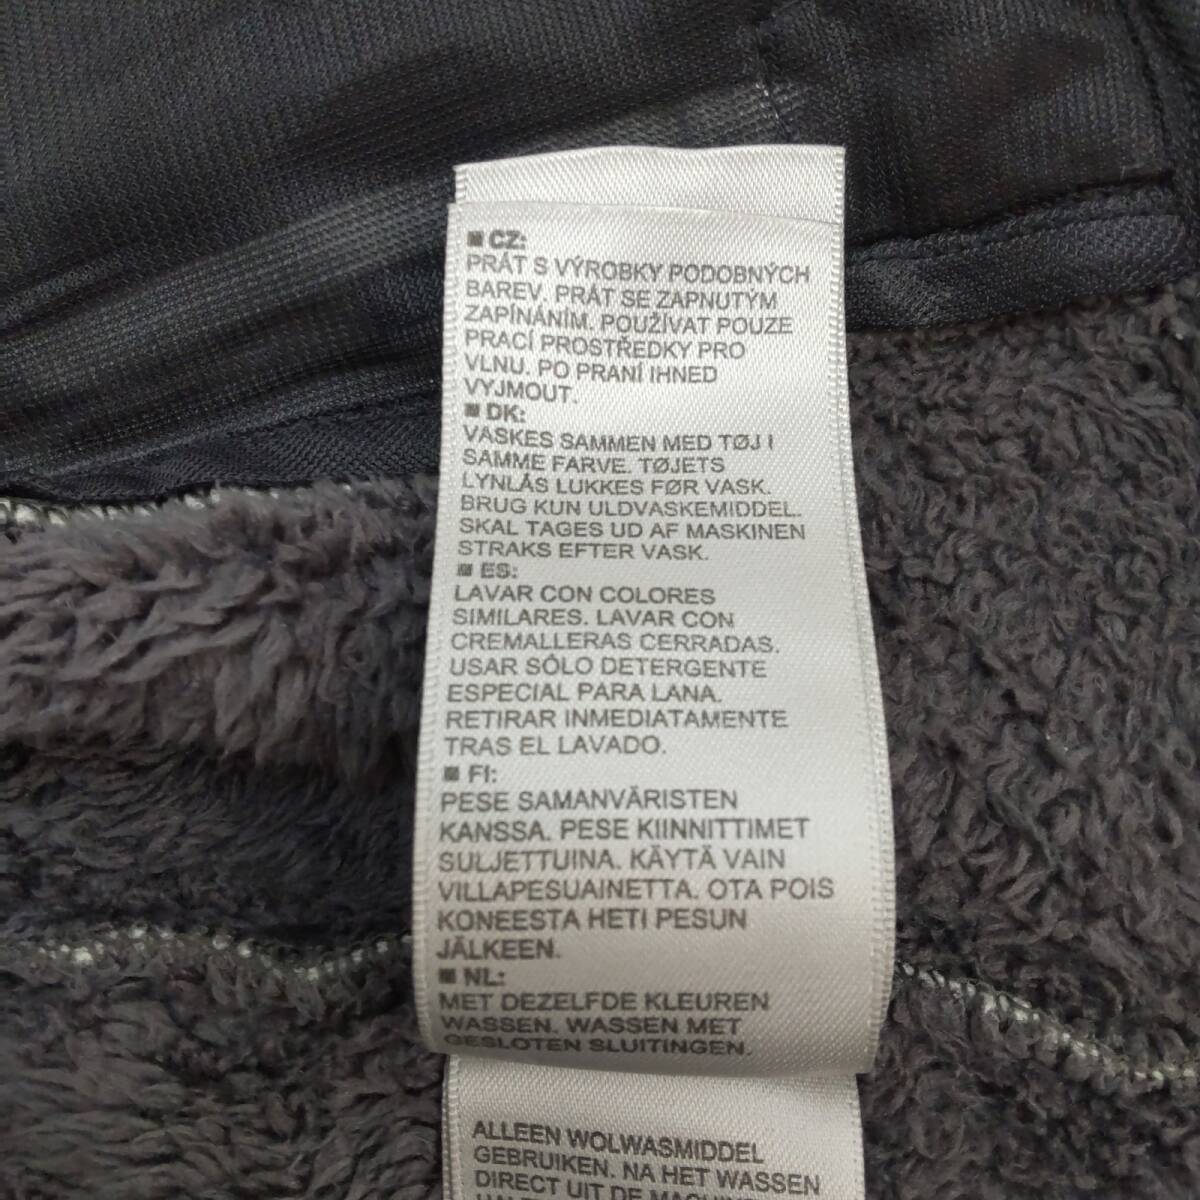 ■ CZ:
PRÁT S VÝROBKY PODOBNÝCH
BAREV. PRÁT SE ZAPNUTÝM
ZAPÍNÁNÍM. POUŽÍVAT POUZE
PRACÍ PROSTŘEDKY PRO
VLNU. PO PRANÍ IHNED
VYJMOUT.
■ DK:
VASKES SAMMEN MED TØJ I
SAMME FARVE. TØJETS
LYNLÅS LUKKES FØR VASK.
BRUG KUN ULDVASKEMIDDEL.
SKAL TAGES UD AF MASKINEN
STRAKS EFTER VASK.
■ ES:
LAVAR CON COLORES
SIMILARES. LAVAR CON
CREMALLERAS CERRADAS.
USAR SÓLO DETERGENTE
ESPECIAL PARA LANA.
RETIRAR INMEDIATAMENTE
TRAS EL LAVADO.
■ FI:
PESE SAMANVÄRISTEN
KANSSA. PESE KIINNITTIMET
SULJETTUINA. KÄYTÄ VAIN
VILLAPESUAINETTA. OTA POIS
KONEESTA HETI PESUN
JÄLKEEN.
■ NL:
MET DEZELFDE KLEUREN
WASSEN. WASSEN MET
GESLOTEN SLUITINGEN.
ALLEEN WOLWASMIDDEL
GEBRUIKEN. NA HET WASSEN
DIRECT UIT DE